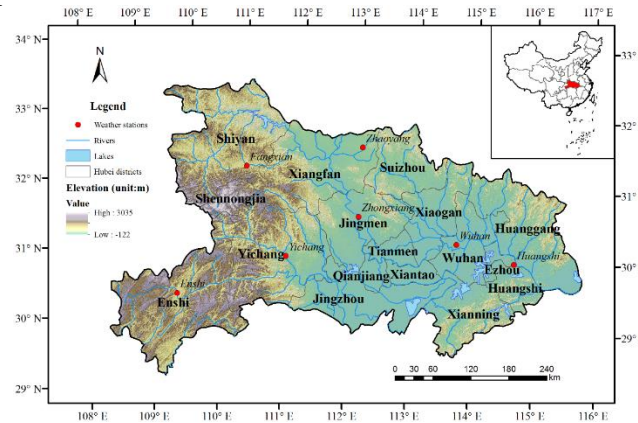 108° E 109° E 110° E 111° E 112° E 113° E 114° E 115° E 116° E 117° E
34° N
33° N
32° N
31° N
30° N
29° N
N
Legend
Weather stations
Rivers
Lakes
Hubei districts
Elevation (unit:m)
Value
High : 3035
Low : -122
Shiyan
Fangxian
Xiangfan
Zhaoyang
Suizhou
Shennongjia
Zhongxiang
Jingmen
Xiaogan
Huanggang
Yichang
Yichang
Tianmen
Wuhan
Wuhan
Huangshi
Ezhou
Qianjiang
Xiantao
Huangshi
Enshi
Enshi
Jingzhou
Xianning
0 30 60 120 180 240
km
34° N
33° N
31° N
30° N
29° N
108° E 109° E 110° E 111° E 112° E 113° E 114° E 115° E 116° E